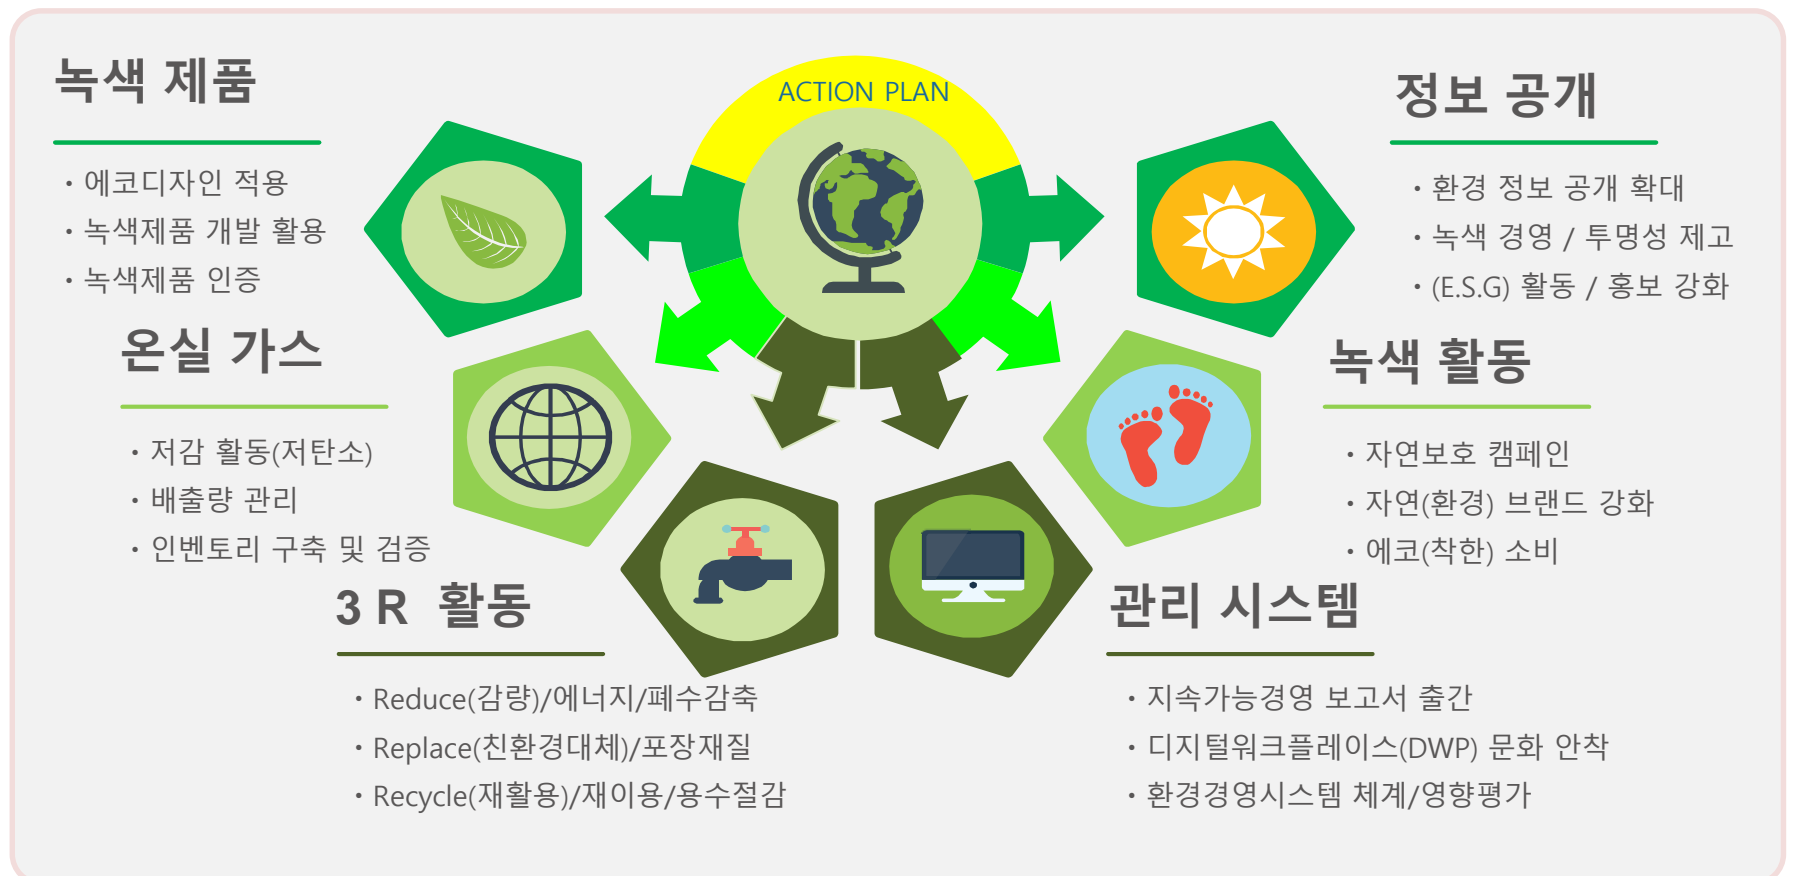 ACTION PLAN
녹색 제품
· 에코디자인 적용
· 녹색제품 개발 활용
· 녹색제품 인증
온실 가스
· 저감 활동(저탄소)
· 배출량 관리
· 인벤토리 구축 및 검증
3 R 활동
· Reduce(감량)/에너지/폐수감축
· Replace(친환경대체)/포장재질
· Recycle(재활용)/재이용/용수절감
정보 공개
· 환경 정보 공개 확대
· 녹색 경영 / 투명성 제고
· (E.S.G) 활동 / 홍보 강화
녹색 활동
· 자연보호 캠페인
· 자연(환경) 브랜드 강화
· 에코(착한) 소비
관리 시스템
· 지속가능경영 보고서 출간
· 디지털워크플레이스(DWP) 문화 안착
· 환경경영시스템 체계/영향평가